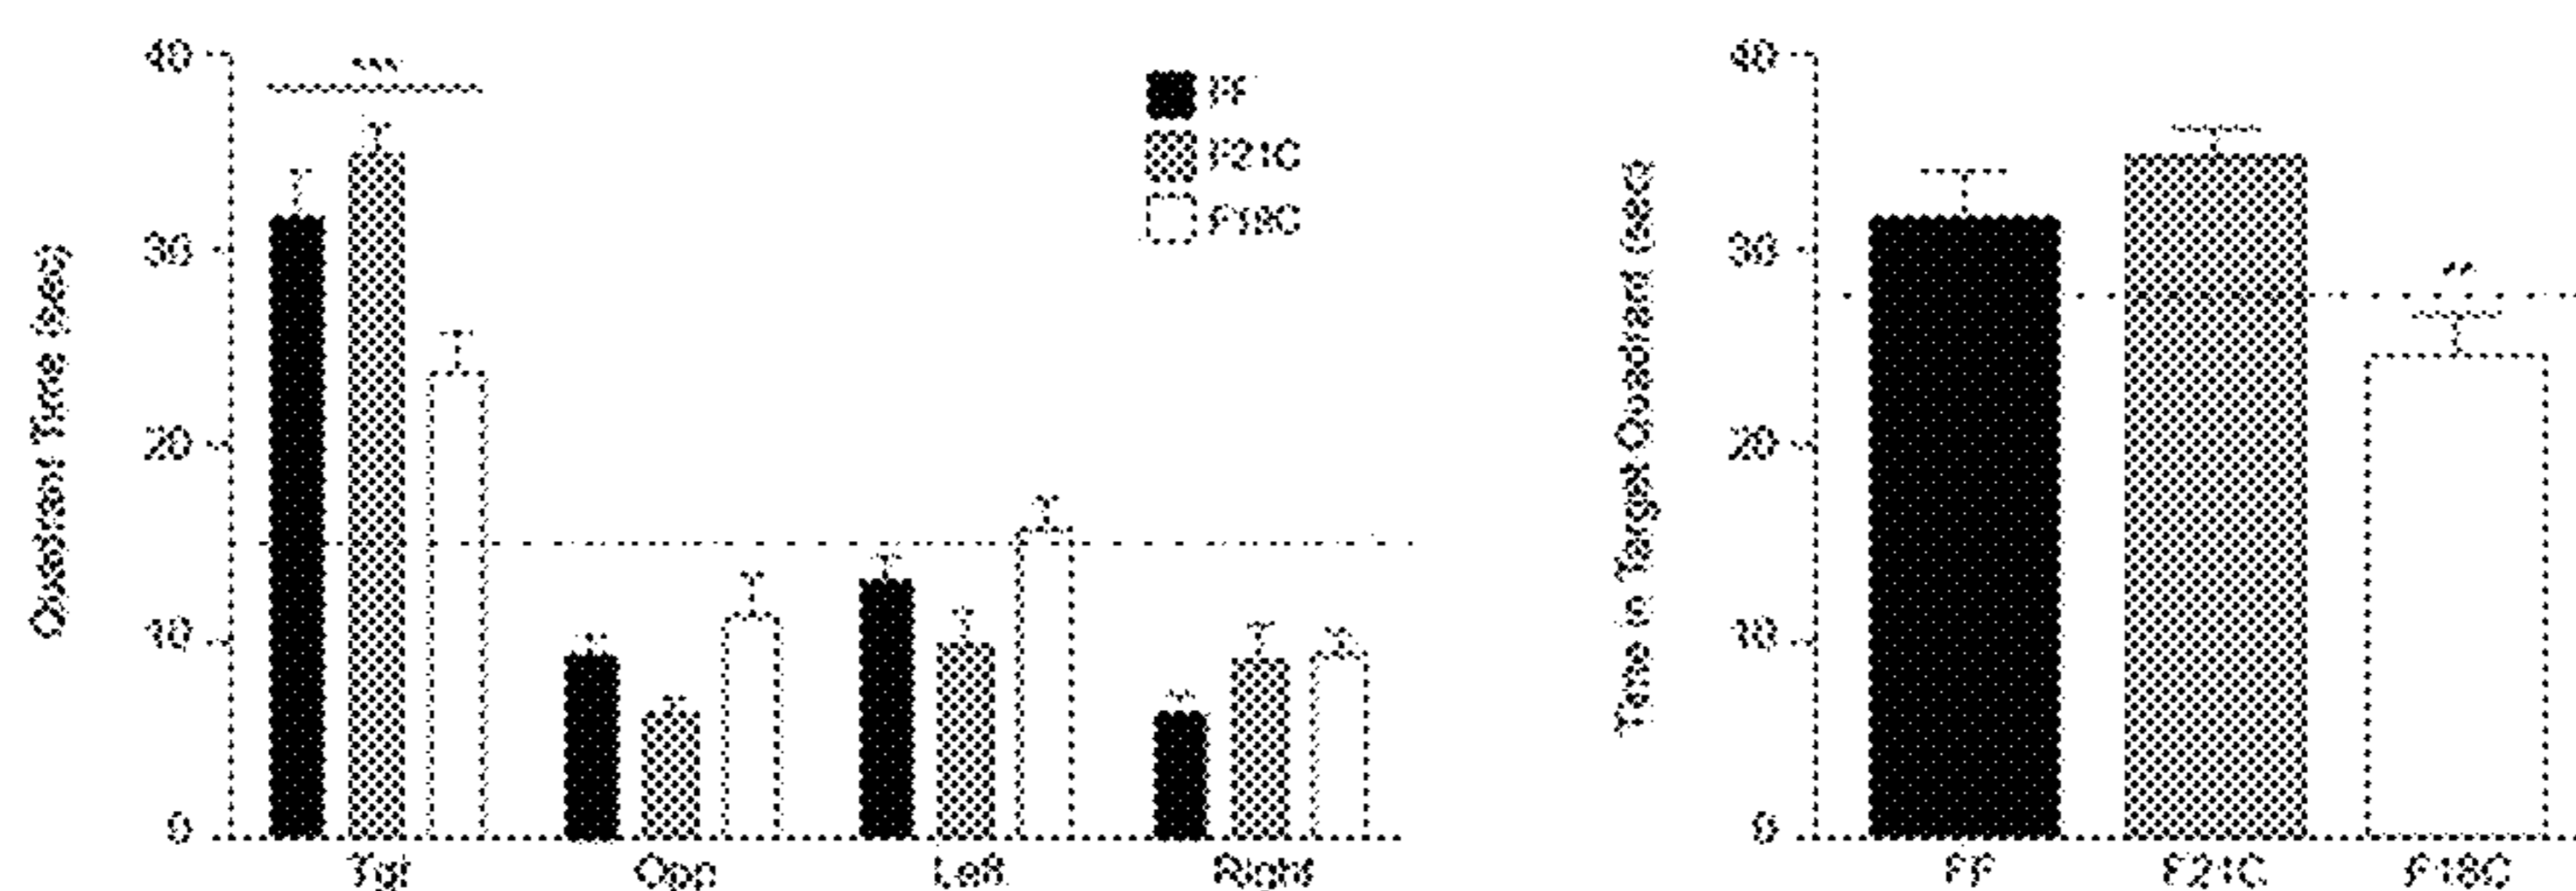 40
30
20
10
0
Quadrant Time (sec)
***
FF
F21C
F18C
Tgt
Opp
Left
Right
40
30
20
10
0
Time in Target Quadrant (sec)
**
FF
F21C
F18C